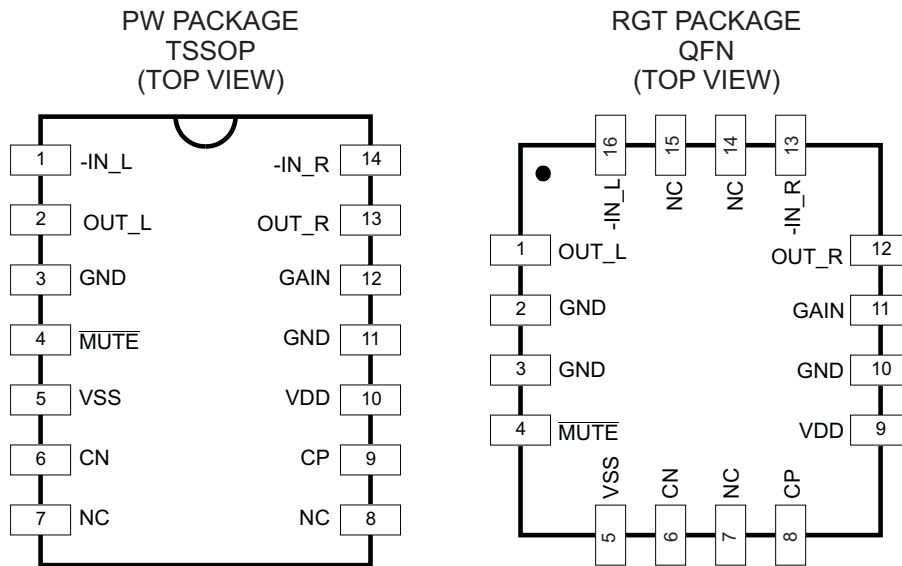 PW PACKAGE
TSSOP
(TOP VIEW)
1 -IN_L
2 OUT_L
3 GND
4 MUTE
5 VSS
6 CN
7 NC
-IN_R 14
OUT_R 13
GAIN 12
GND 11
VDD 10
CP 9
NC 8
RGT PACKAGE
QFN
(TOP VIEW)
16 -IN_L
15 NC
14 NC
13 -IN_R
1 OUT_L
2 GND
3 GND
4 MUTE
OUT_R 12
GAIN 11
GND 10
VDD 9
VSS 5
CN 6
NC 7
CP 8